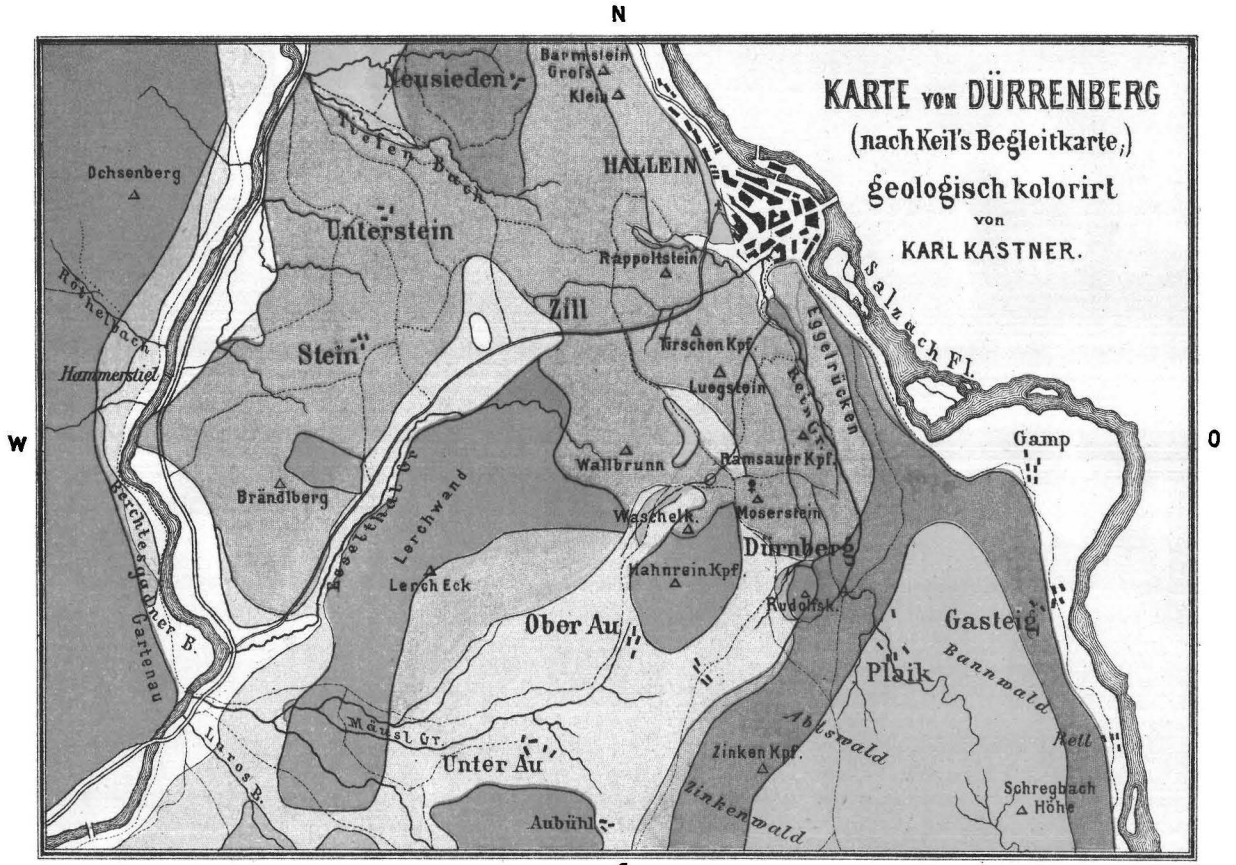 N
KARTE VON DÜRRENBERG
(nach Keil's Begleitkarte,)
geologisch kolorirt
von
KARL KASTNER.
Barmstein
Groſs
Klein
Neusieden
Tiefen Bach
HALLEIN
Ochsenberg
Unterstein
Rappoltstein
Salzach Fl.
Röthelbach
Zill
Eggelrücken
Stein
Tirschen Kpf.
Hammerstiel
Luegstein
Rein Gr.
W
O
Gamp
Wallbrunn
Ramsauer Kpf.
Brändlberg
Esselthal Gr
Lerchwand
Waschelk.
Moserstein
Dürnberg
Berchtesgadner B.
Gartenau
Lerch Eck
Hahnrein Kpf.
Rudolfsk.
Ober Au
Gasteig
Plaik
Bannwald
Mäusl Gr.
Abtswald
Rell
Unter Au
Zinken Kpf.
Zinkenwald
Schregbach
Höhe
Aubühl